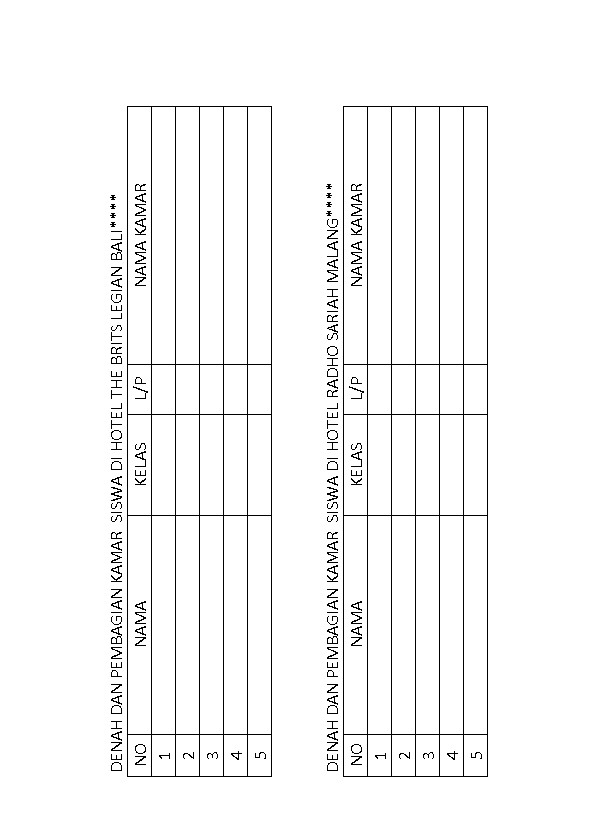 DENAH DAN PEMBAGIAN KAMAR SISWA DI HOTEL THE BRITS LEGIAN BALI****
NO NAMA KELAS L/P NAMA KAMAR
1
2
3
4
5
DENAH DAN PEMBAGIAN KAMAR SISWA DI HOTEL RADHO SARIAH MALANG****
NO NAMA KELAS L/P NAMA KAMAR
1
2
3
4
5